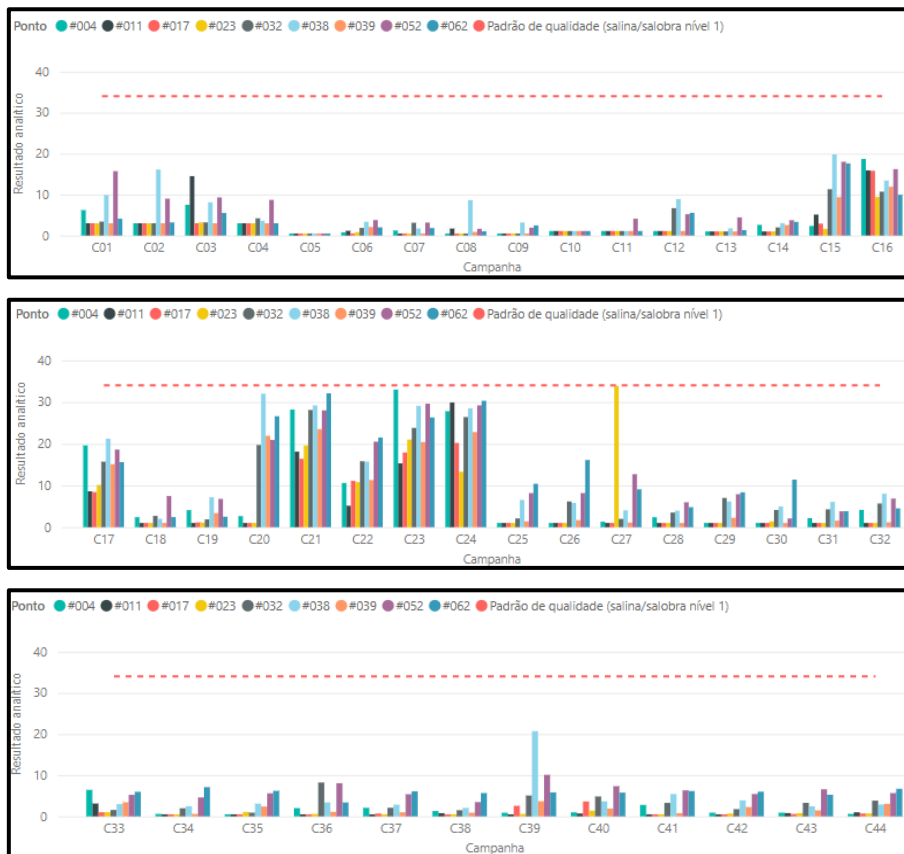 Ponto #004 #011 #017 #023 #032 #038 #039 #052 #062 Padrão de qualidade (salina/salobra nível 1)
40
30
20
10
0
Resultado analítico
C01 C02 C03 C04 C05 C06 C07 C08 C09 C10 C11 C12 C13 C14 C15 C16
Campanha
Ponto #004 #011 #017 #023 #032 #038 #039 #052 #062 Padrão de qualidade (salina/salobra nível 1)
40
30
20
10
0
Resultado analítico
C17 C18 C19 C20 C21 C22 C23 C24 C25 C26 C27 C28 C29 C30 C31 C32
Campanha
Ponto #004 #011 #017 #023 #032 #038 #039 #052 #062 Padrão de qualidade (salina/salobra nível 1)
40
30
20
10
0
Resultado analítico
C33 C34 C35 C36 C37 C38 C39 C40 C41 C42 C43 C44
Campanha